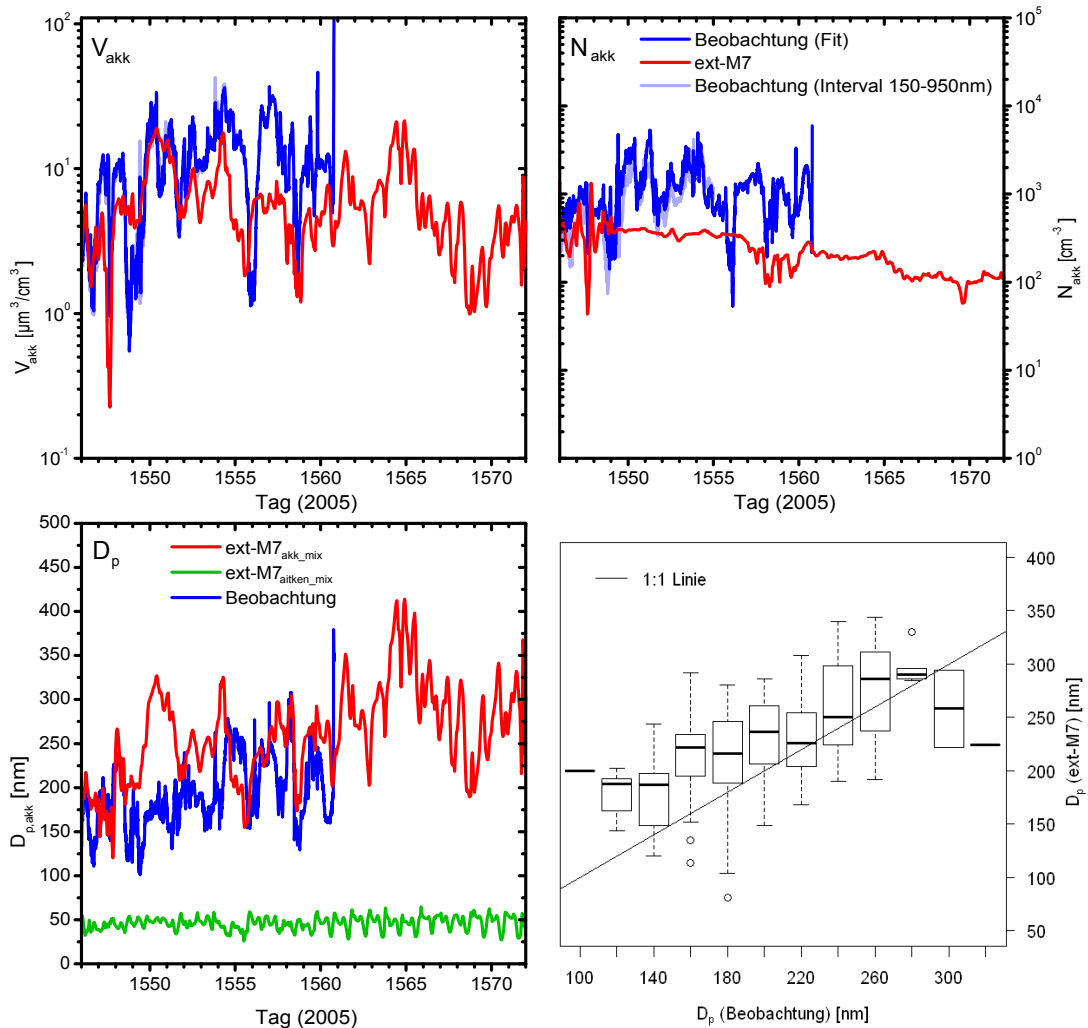 V_akk
10^2
10^1
10^0
10^-1
V_akk [µm^3/cm^3]
1550 1555 1560 1565 1570
Tag (2005)
N_akk
Beobachtung (Fit)
ext-M7
Beobachtung (Interval 150-950nm)
10^5
10^4
10^3
10^2
10^1
10^0
N_akk [cm^-3]
1550 1555 1560 1565 1570
Tag (2005)
D_p
ext-M7_akk_mix
ext-M7_aitken_mix
Beobachtung
500
450
400
350
300
250
200
150
100
50
0
D_p,akk [nm]
1550 1555 1560 1565 1570
Tag (2005)
1:1 Linie
400
350
300
250
200
150
100
50
D_p (ext-M7) [nm]
100 140 180 220 260 300
D_p (Beobachtung) [nm]